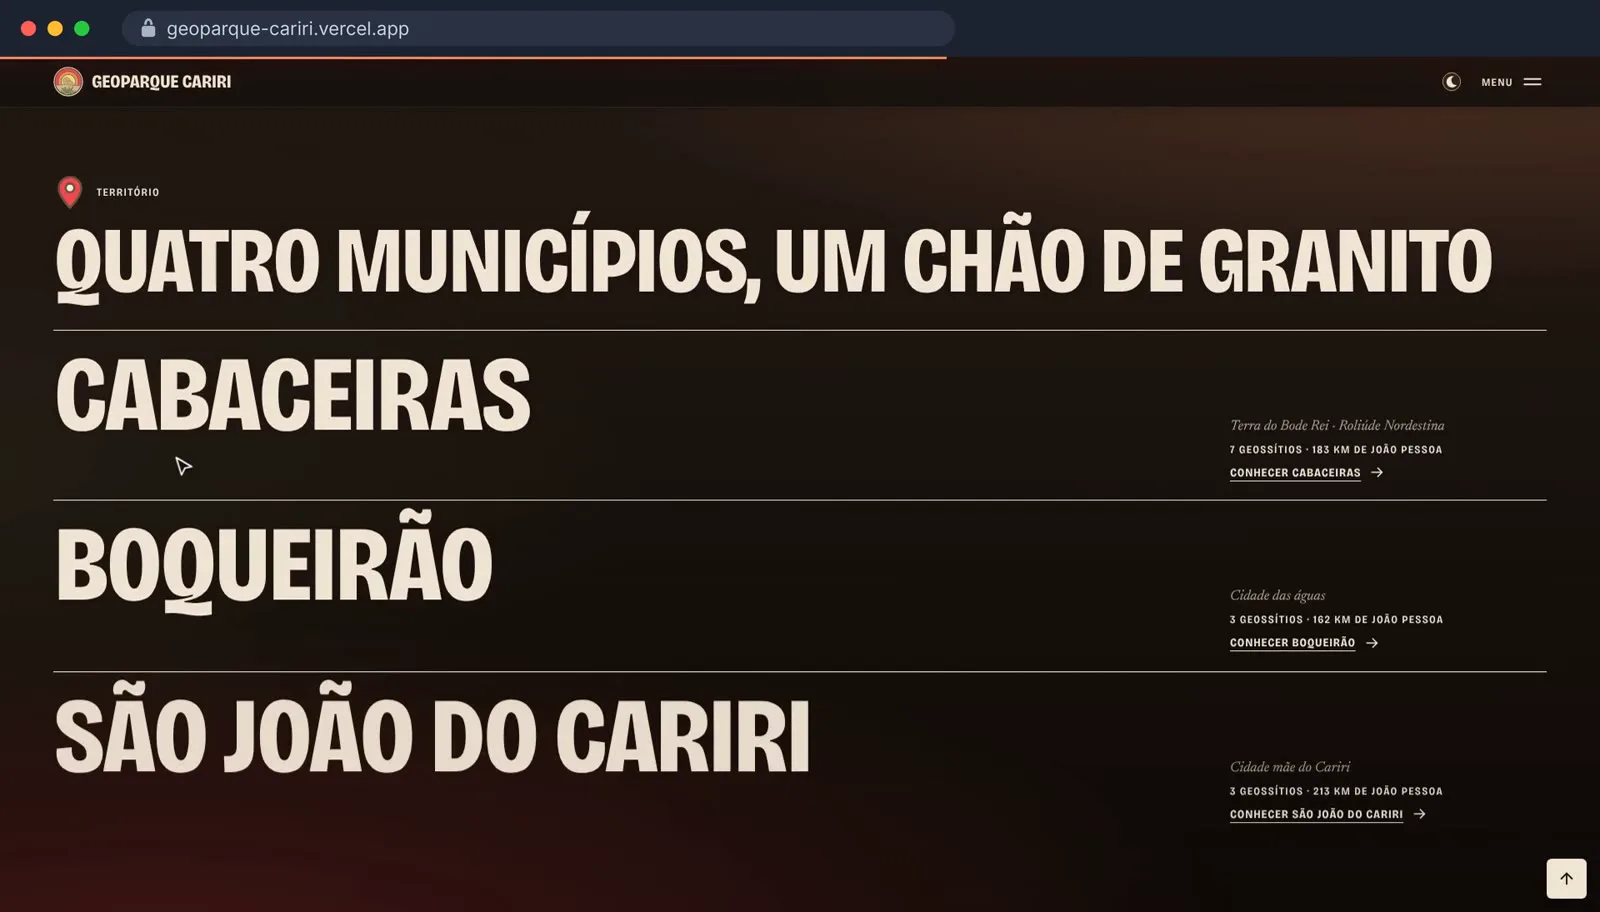 geoparque-cariri.vercel.app
GEOPARQUE CARIRI
MENU
TERRITÓRIO
QUATRO MUNICÍPIOS, UM CHÃO DE GRANITO
CABACEIRAS
Terra do Bode Rei · Roliúde Nordestina
7 GEOSSÍTIOS · 183 KM DE JOÃO PESSOA
CONHECER CABACEIRAS →
BOQUEIRÃO
Cidade das águas
3 GEOSSÍTIOS · 162 KM DE JOÃO PESSOA
CONHECER BOQUEIRÃO →
SÃO JOÃO DO CARIRI
Cidade mãe do Cariri
3 GEOSSÍTIOS · 213 KM DE JOÃO PESSOA
CONHECER SÃO JOÃO DO CARIRI →